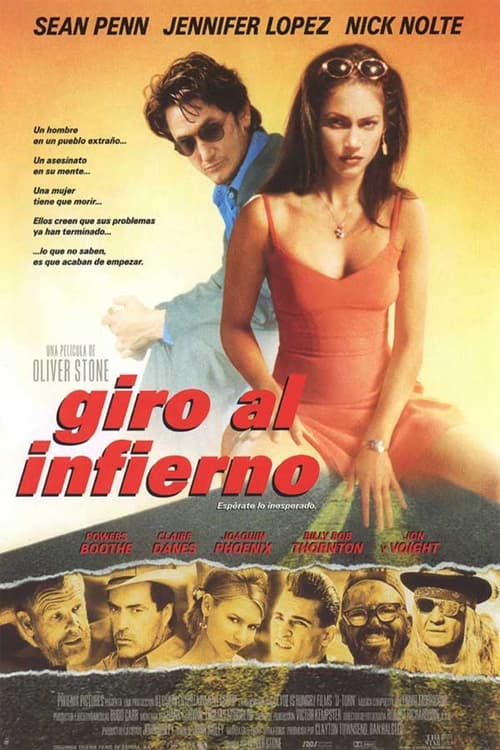 SEAN PENN JENNIFER LOPEZ NICK NOLTE
Un hombre
en un pueblo extraño...
Un asesinato
en su mente...
Una mujer
tiene que morir...
Ellos creen que sus problemas
ya han terminado...
...lo que no saben,
es que acaban de empezar.
UNA PELÍCULA DE
OLIVER STONE
giro al
infierno
Espérate lo inesperado.
POWERS BOOTHE CLAIRE DANES JOAQUIN PHOENIX BILLY BOB THORNTON Y JON VOIGHT
PHOENIX PICTURES